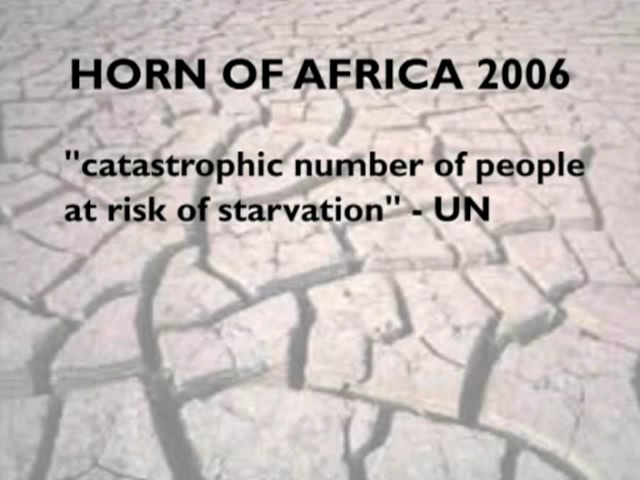 HORN OF AFRICA 2006
"catastrophic number of people
at risk of starvation" - UN